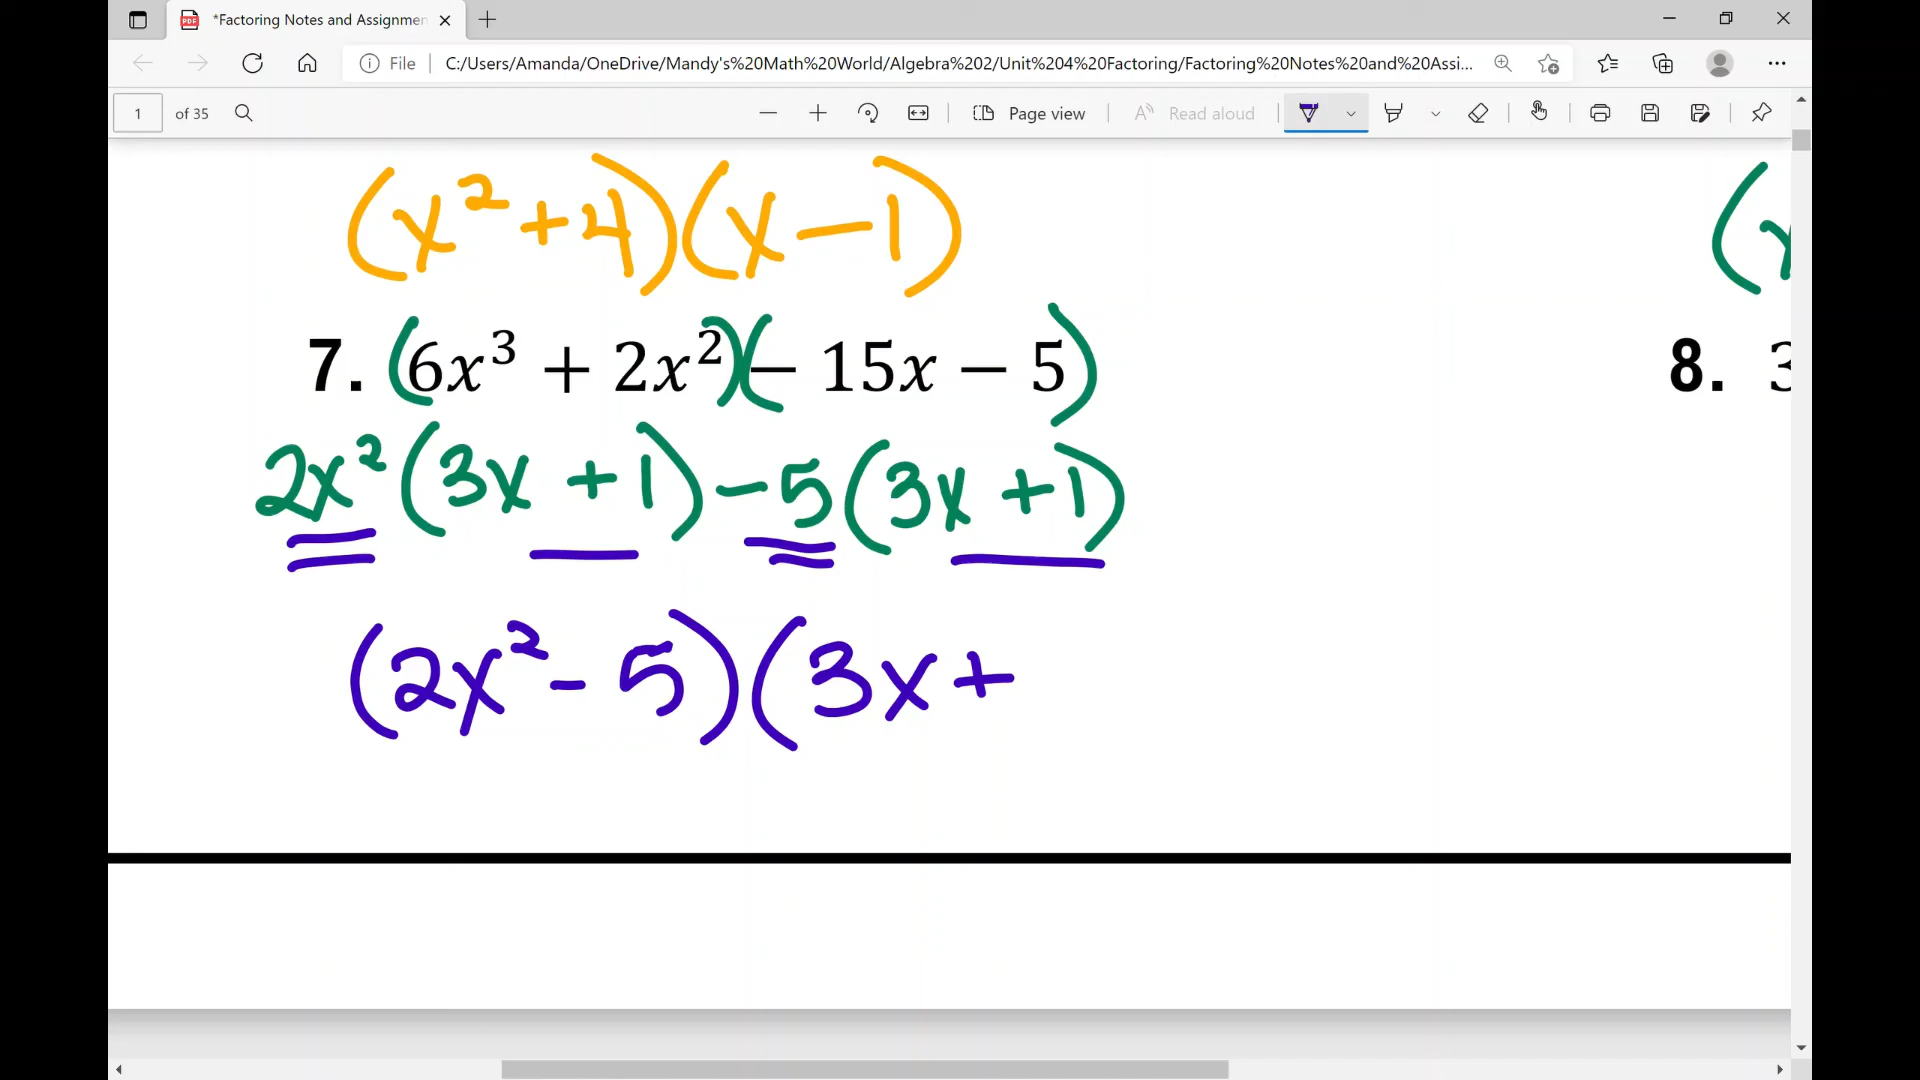 *Factoring Notes and Assignmen
File C:/Users/Amanda/OneDrive/Mandy's%20Math%20World/Algebra%202/Unit%204%20Factoring/Factoring%20Notes%20and%20Assi...
1 of 35 Page view Read aloud
(x² + 4)(x − 1)
7. (6x³ + 2x²)(− 15x − 5)
8. 3
2x²(3x + 1) − 5(3x + 1)
(2x² − 5)(3x +